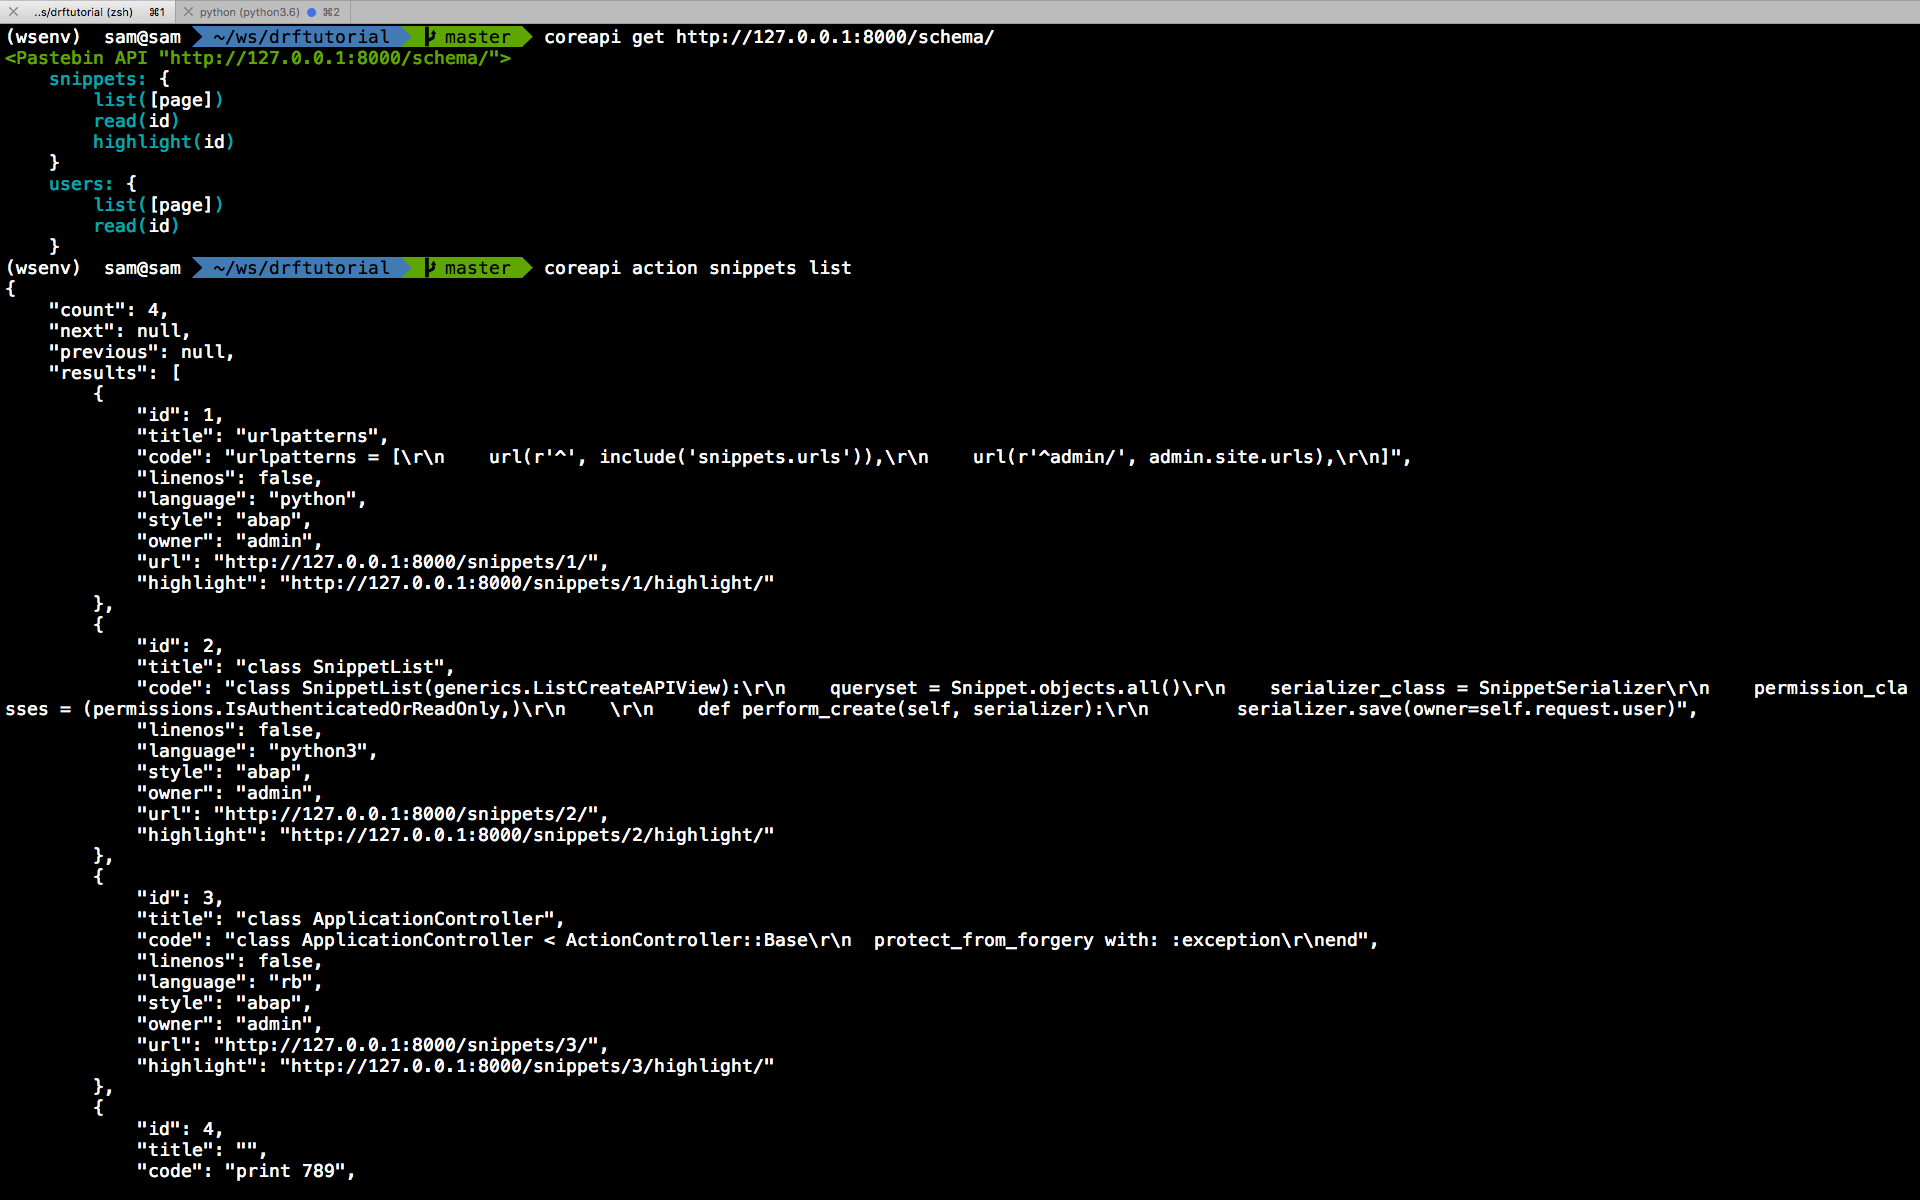 ..s/drftutorial (zsh) ⌘1 python (python3.6) ⌘2
(wsenv) sam@sam ~/ws/drftutorial master coreapi get http://127.0.0.1:8000/schema/
<Pastebin API "http://127.0.0.1:8000/schema/">
    snippets: {
        list([page])
        read(id)
        highlight(id)
    }
    users: {
        list([page])
        read(id)
    }
(wsenv) sam@sam ~/ws/drftutorial master coreapi action snippets list
{
    "count": 4,
    "next": null,
    "previous": null,
    "results": [
        {
            "id": 1,
            "title": "urlpatterns",
            "code": "urlpatterns = [\r\n    url(r'^', include('snippets.urls')),\r\n    url(r'^admin/', admin.site.urls),\r\n]",
            "linenos": false,
            "language": "python",
            "style": "abap",
            "owner": "admin",
            "url": "http://127.0.0.1:8000/snippets/1/",
            "highlight": "http://127.0.0.1:8000/snippets/1/highlight/"
        },
        {
            "id": 2,
            "title": "class SnippetList",
            "code": "class SnippetList(generics.ListCreateAPIView):\r\n    queryset = Snippet.objects.all()\r\n    serializer_class = SnippetSerializer\r\n    permission_cla
sses = (permissions.IsAuthenticatedOrReadOnly,)\r\n    \r\n    def perform_create(self, serializer):\r\n        serializer.save(owner=self.request.user)",
            "linenos": false,
            "language": "python3",
            "style": "abap",
            "owner": "admin",
            "url": "http://127.0.0.1:8000/snippets/2/",
            "highlight": "http://127.0.0.1:8000/snippets/2/highlight/"
        },
        {
            "id": 3,
            "title": "class ApplicationController",
            "code": "class ApplicationController < ActionController::Base\r\n  protect_from_forgery with: :exception\r\nend",
            "linenos": false,
            "language": "rb",
            "style": "abap",
            "owner": "admin",
            "url": "http://127.0.0.1:8000/snippets/3/",
            "highlight": "http://127.0.0.1:8000/snippets/3/highlight/"
        },
        {
            "id": 4,
            "title": "",
            "code": "print 789",